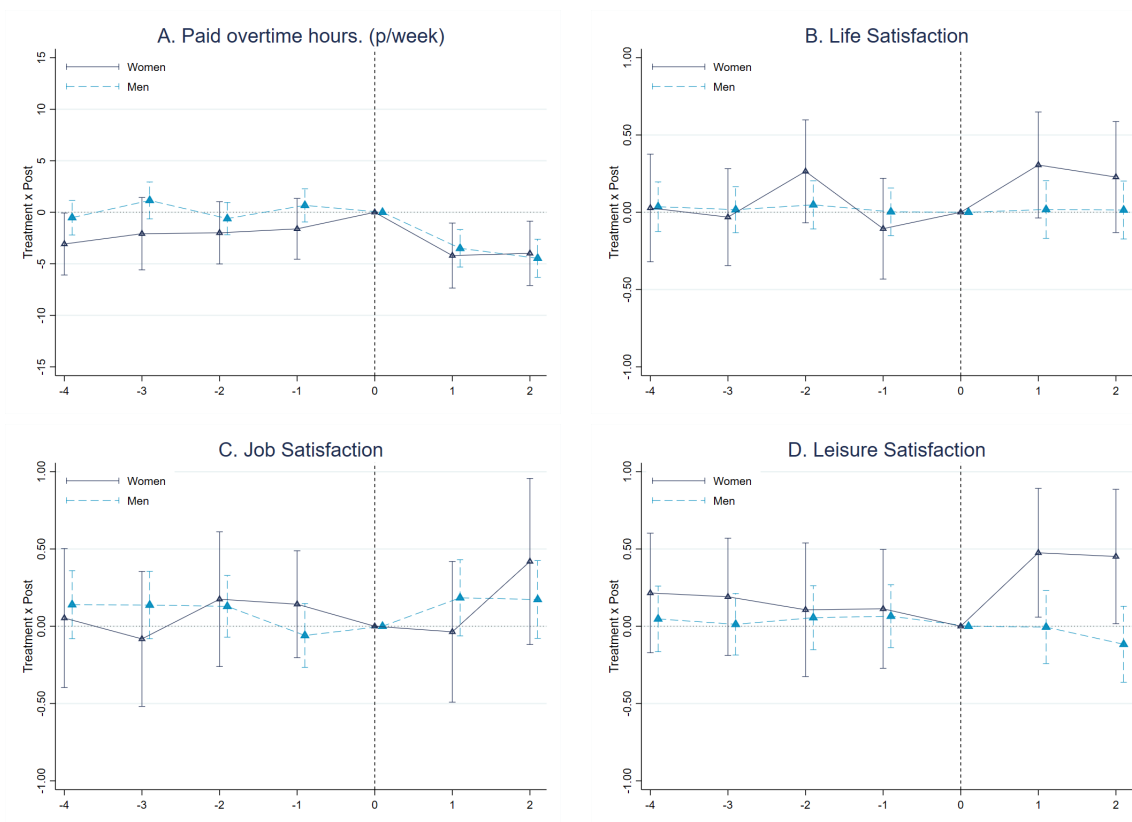 A. Paid overtime hours. (p/week)
Treatment x Post
15
10
5
0
-5
-10
-15
Women
Men
-4 -3 -2 -1 0 1 2
B. Life Satisfaction
Treatment x Post
1.00
0.50
0.00
-0.50
-1.00
Women
Men
-4 -3 -2 -1 0 1 2
C. Job Satisfaction
Treatment x Post
1.00
0.50
0.00
-0.50
-1.00
Women
Men
-4 -3 -2 -1 0 1 2
D. Leisure Satisfaction
Treatment x Post
1.00
0.50
0.00
-0.50
-1.00
Women
Men
-4 -3 -2 -1 0 1 2